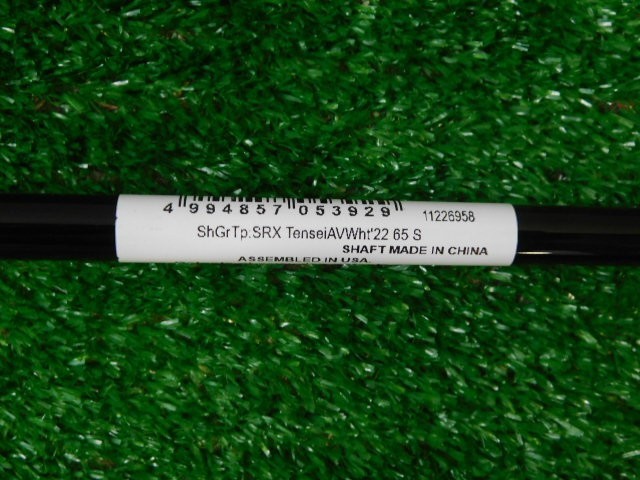 4 994857 053929 11226958
ShGrTp.SRX TenseiAVWht'22 65 S
SHAFT MADE IN CHINA
ASSEMBLED IN USA.